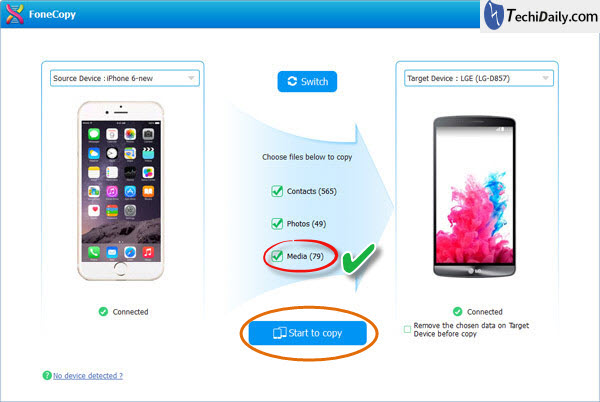 FoneCopy
TechiDaily.com
Source Device : iPhone 6-new
Switch
Target Device : LGE (LG-D857)
Choose files below to copy
Contacts (565)
Photos (49)
Media (79)
LG
Connected
Start to copy
Connected
Remove the chosen data on Target
Device before copy
No device detected ?